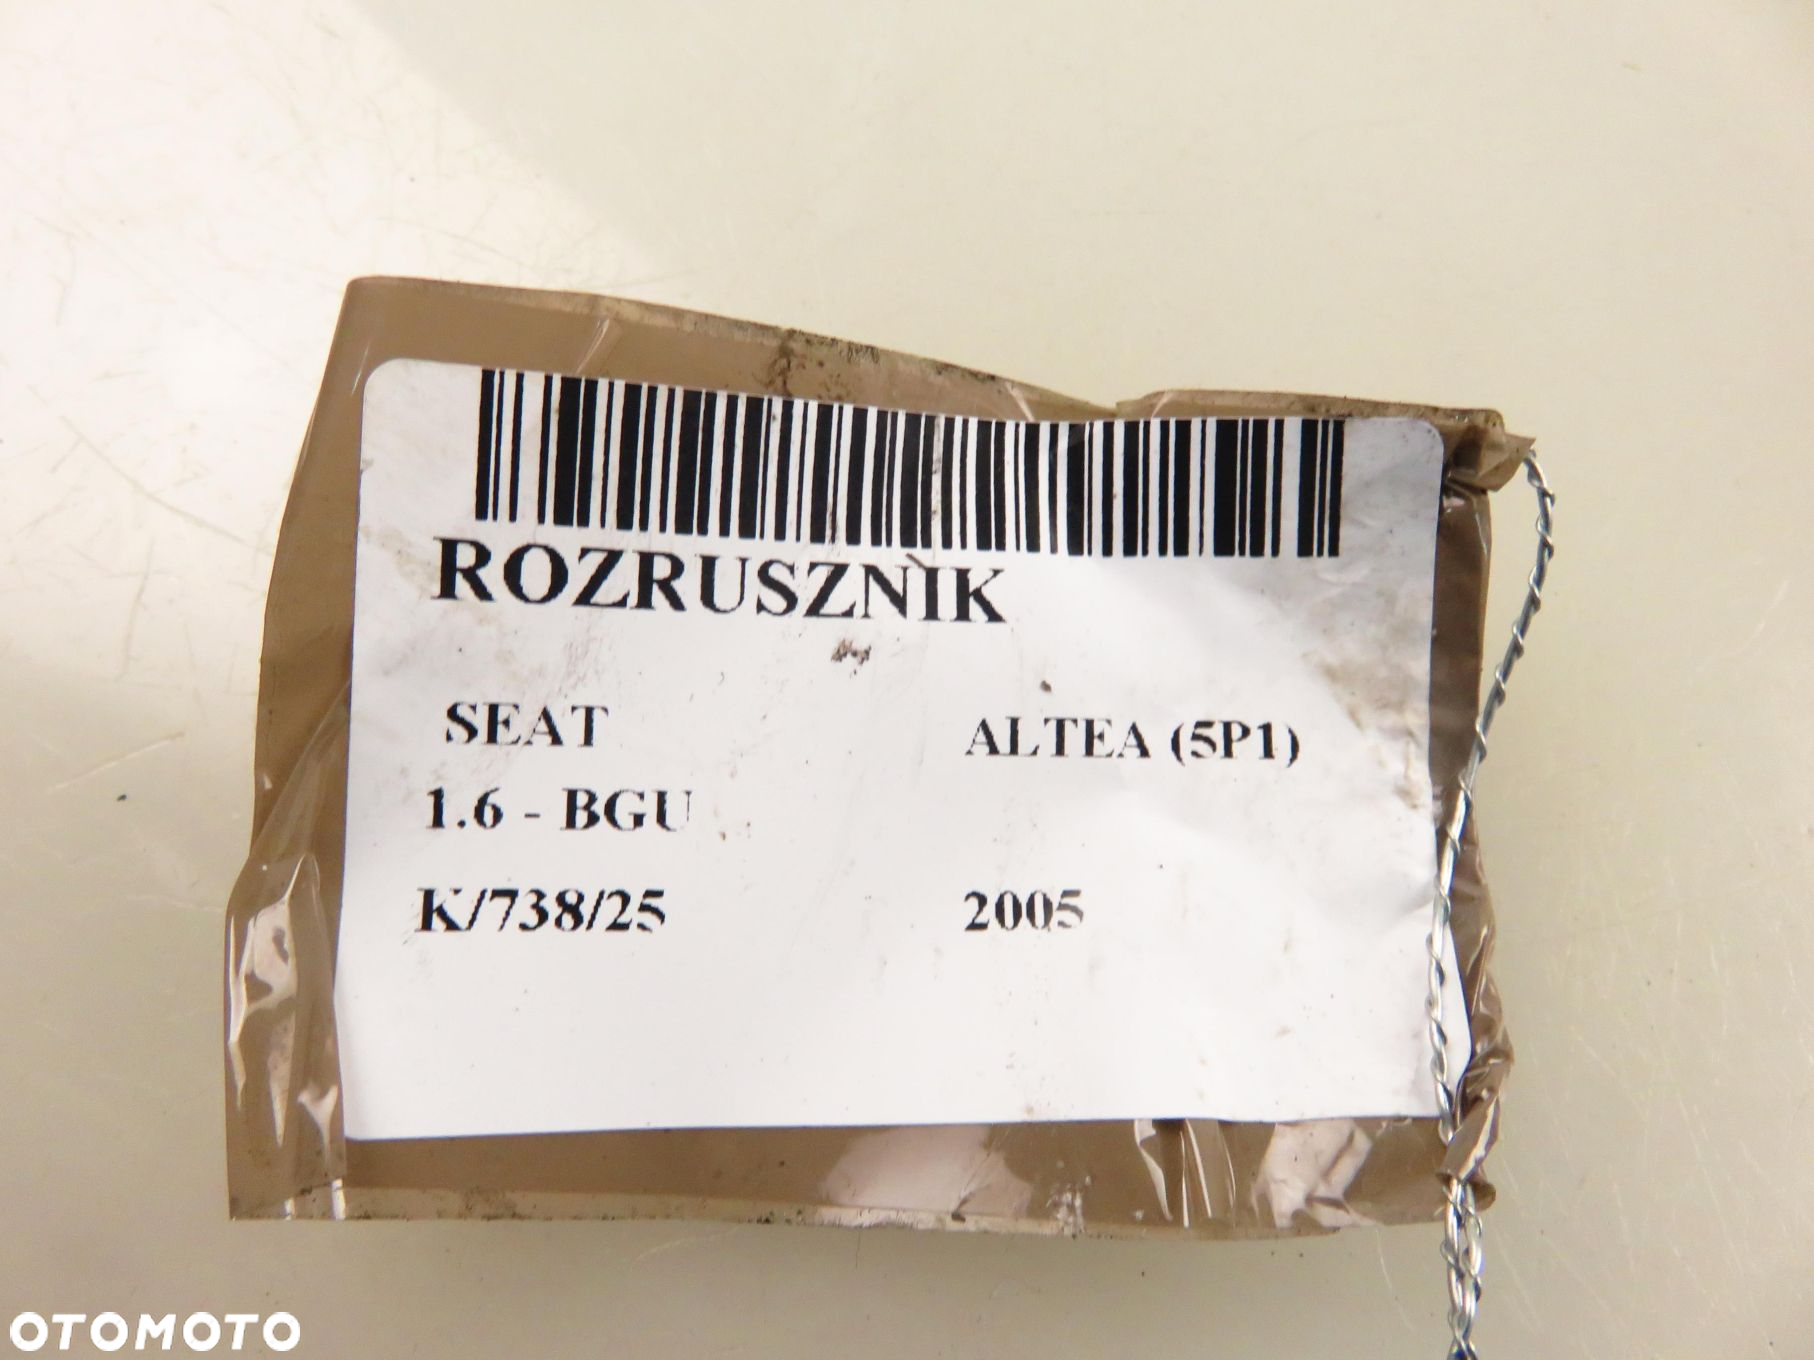 ROZRUSZNIK
SEAT ALTEA (5P1)
1.6 - BGU
K/738/25 2005
OTOMOTO